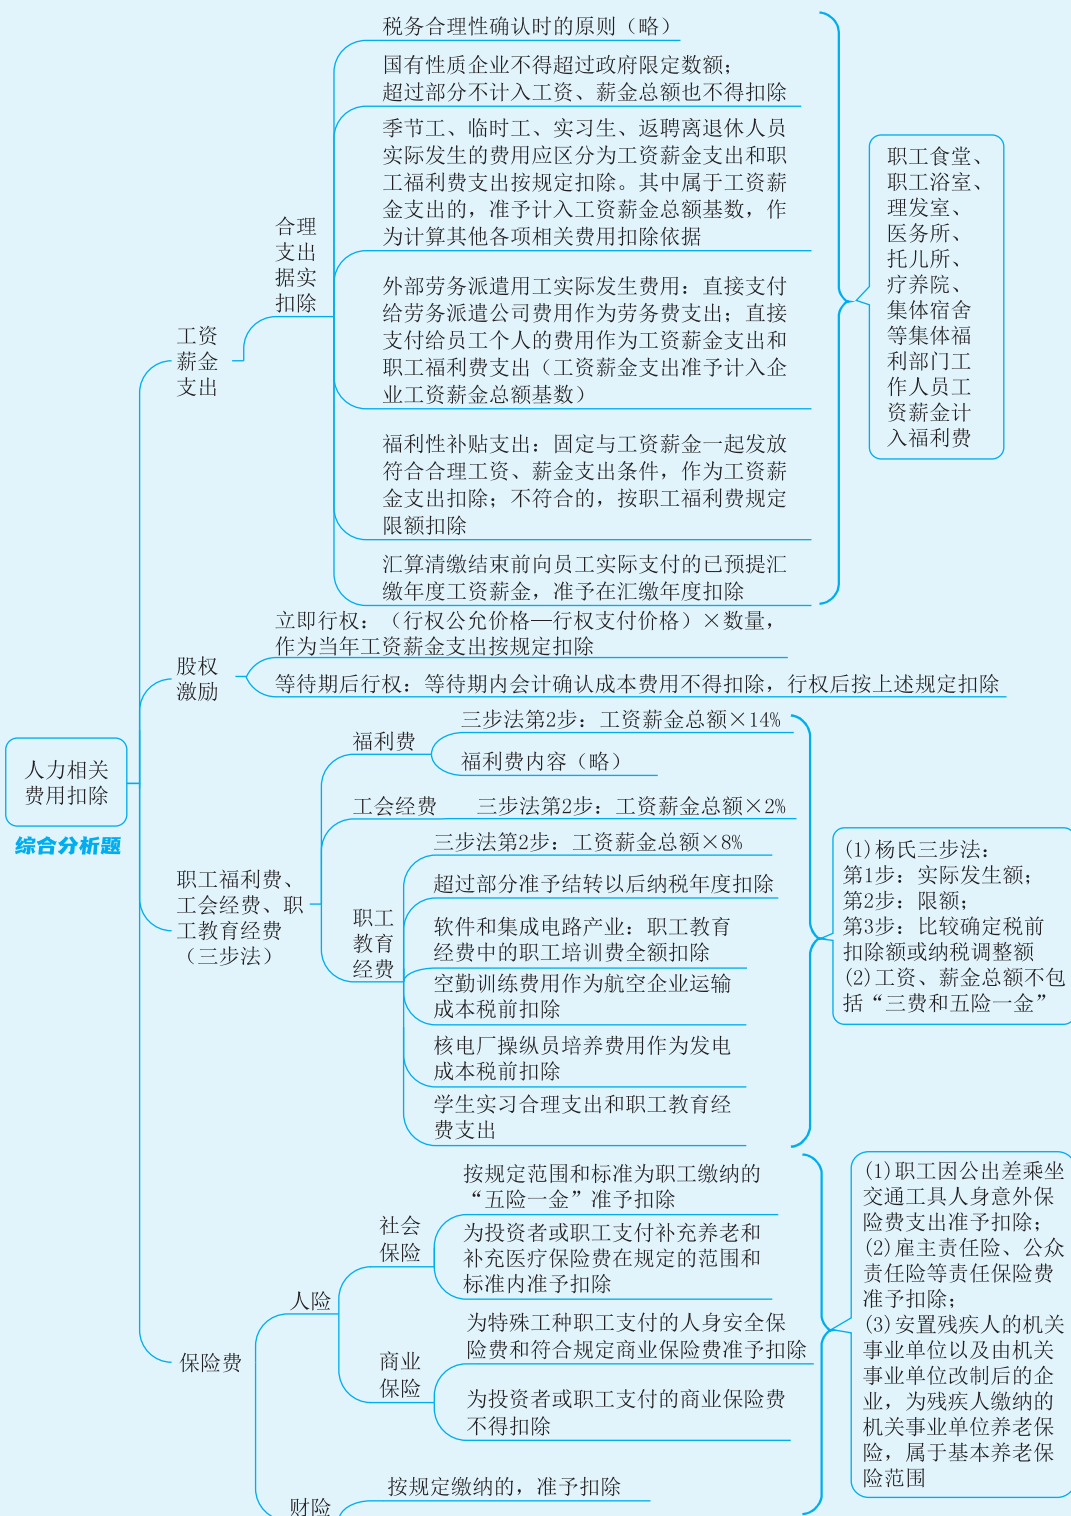 税务合理性确认时的原则（略）
国有性质企业不得超过政府限定数额；
超过部分不计入工资、薪金总额也不得扣除
季节工、临时工、实习生、返聘离退休人员
实际发生的费用应区分为工资薪金支出和职
工福利费支出按规定扣除。其中属于工资薪
金支出的，准予计入工资薪金总额基数，作
为计算其他各项相关费用扣除依据
合理
支出
据实
扣除
外部劳务派遣用工实际发生费用：直接支付
给劳务派遣公司费用作为劳务费支出；直接
支付给员工个人的费用作为工资薪金支出和
职工福利费支出（工资薪金支出准予计入企
业工资薪金总额基数）
工资
薪金
支出
福利性补贴支出：固定与工资薪金一起发放
符合合理工资、薪金支出条件，作为工资薪
金支出扣除；不符合的，按职工福利费规定
限额扣除
汇算清缴结束前向员工实际支付的已预提汇
缴年度工资薪金，准予在汇缴年度扣除
职工食堂、
职工浴室、
理发室、
医务所、
托儿所、
疗养院、
集体宿舍
等集体福
利部门工
作人员工
资薪金计
入福利费
立即行权：（行权公允价格—行权支付价格）×数量，
作为当年工资薪金支出按规定扣除
股权
激励
等待期后行权：等待期内会计确认成本费用不得扣除，行权后按上述规定扣除
人力相关
费用扣除
综合分析题
福利费
三步法第2步：工资薪金总额×14%
福利费内容（略）
工会经费
三步法第2步：工资薪金总额×2%
职工福利费、
工会经费、职
工教育经费
（三步法）
职工
教育
经费
三步法第2步：工资薪金总额×8%
超过部分准予结转以后纳税年度扣除
软件和集成电路产业：职工教育
经费中的职工培训费全额扣除
空勤训练费用作为航空企业运输
成本税前扣除
核电厂操纵员培养费用作为发电
成本税前扣除
学生实习合理支出和职工教育经
费支出
(1)杨氏三步法：
第1步：实际发生额；
第2步：限额；
第3步：比较确定税前
扣除额或纳税调整额
(2)工资、薪金总额不包
括“三费和五险一金”
保险费
人险
社会
保险
按规定范围和标准为职工缴纳的
“五险一金”准予扣除
为投资者或职工支付补充养老和
补充医疗保险费在规定的范围和
标准内准予扣除
商业
保险
为特殊工种职工支付的人身安全保
险费和符合规定商业保险费准予扣除
为投资者或职工支付的商业保险费
不得扣除
财险
按规定缴纳的，准予扣除
(1)职工因公出差乘坐
交通工具人身意外保
险费支出准予扣除；
(2)雇主责任险、公众
责任险等责任保险费
准予扣除；
(3)安置残疾人的机关
事业单位以及由机关
事业单位改制后的企
业，为残疾人缴纳的
机关事业单位养老保
险，属于基本养老保
险范围